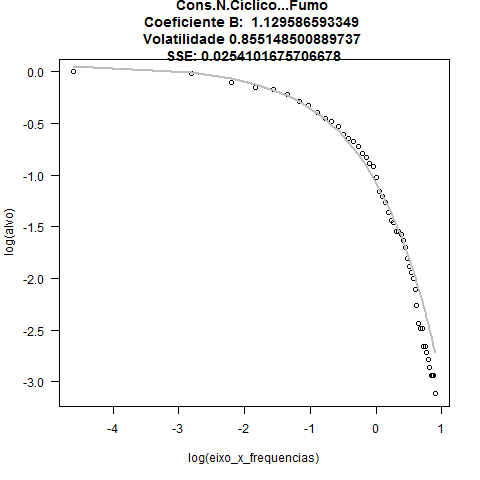 Cons.N.Ciclico...Fumo
Coeficiente B:  1.129586593349
Volatilidade 0.855148500889737
SSE: 0.0254101675706678
0.0
-0.5
-1.0
-1.5
-2.0
-2.5
-3.0
log(alvo)
-4 -3 -2 -1 0 1
log(eixo_x_frequencias)